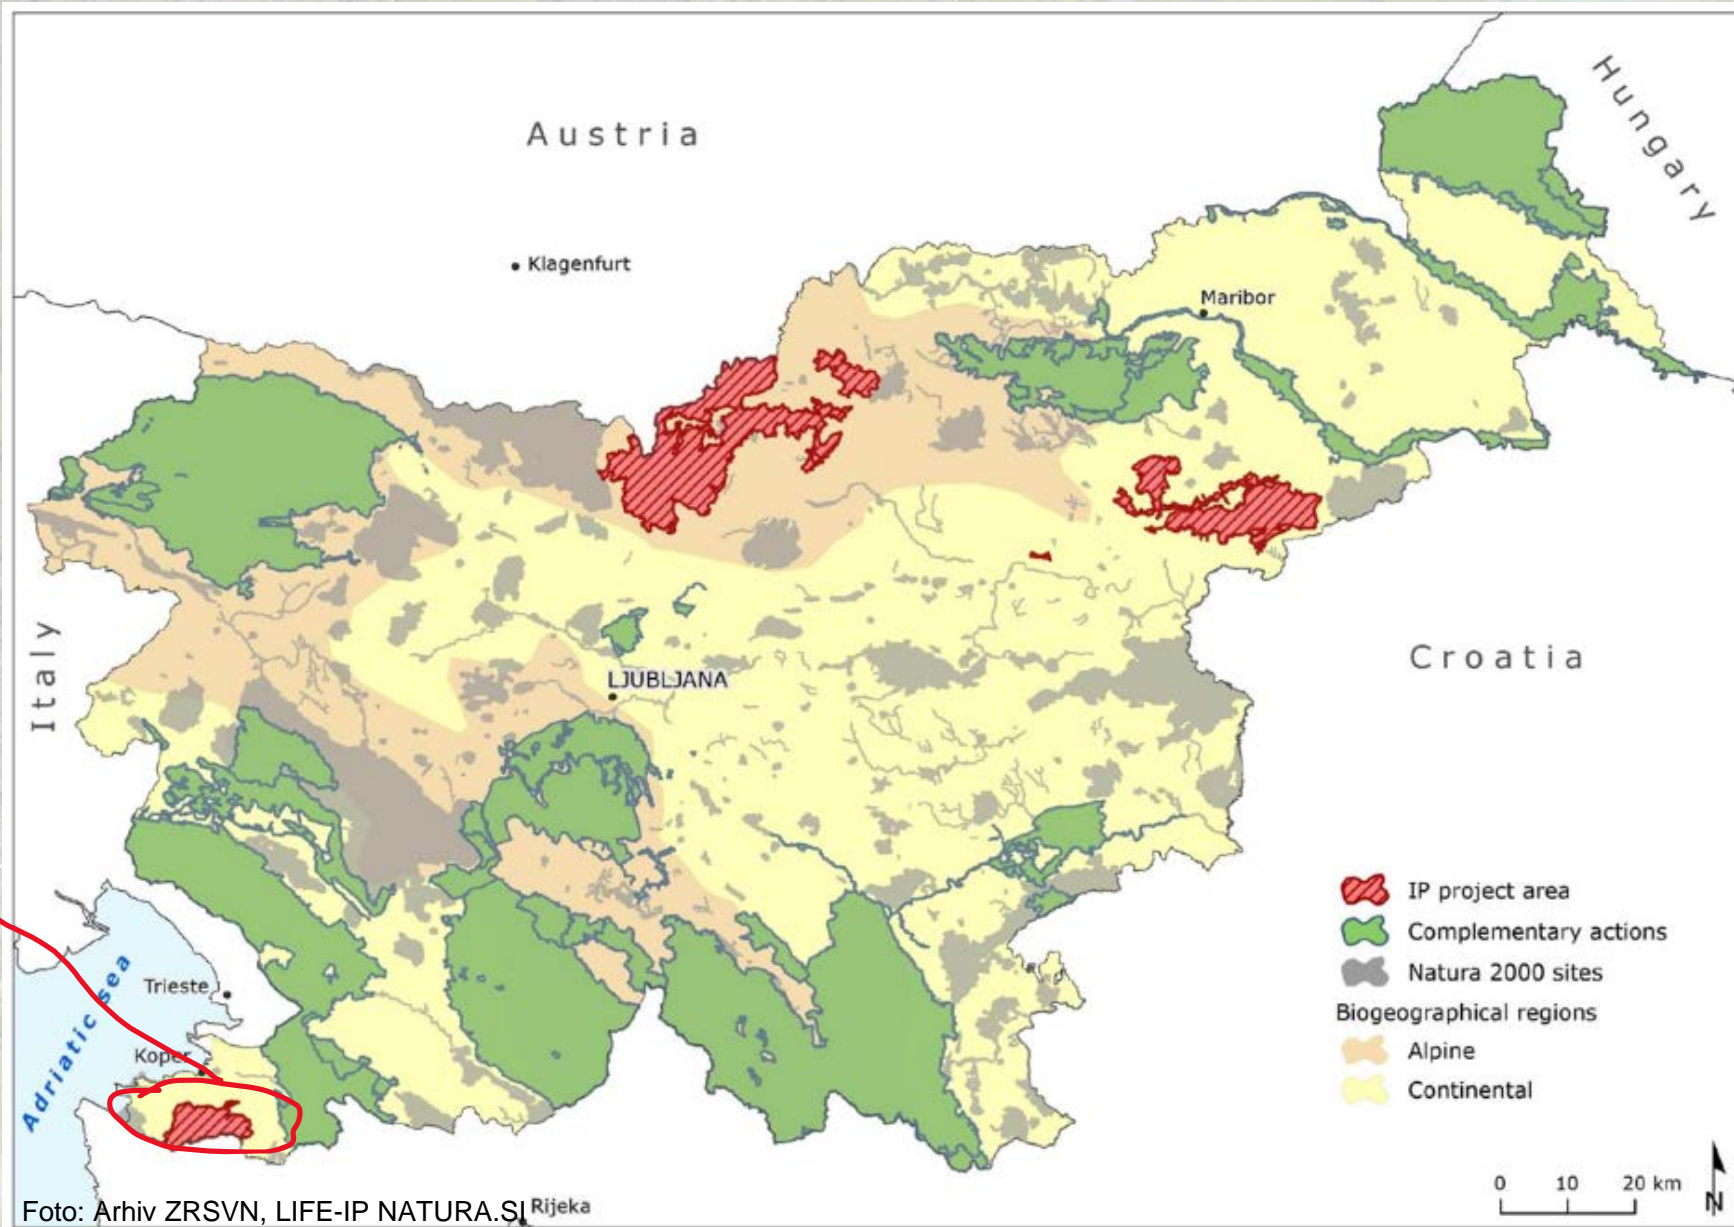 Austria
Hungary
Klagenfurt
Maribor
Italy
LJUBLJANA
Croatia
Adriatic sea
Trieste
Koper
Rijeka
IP project area
Complementary actions
Natura 2000 sites
Biogeographical regions
Alpine
Continental
0 10 20 km
N
Foto: Arhiv ZRSVN, LIFE-IP NATURA.SI